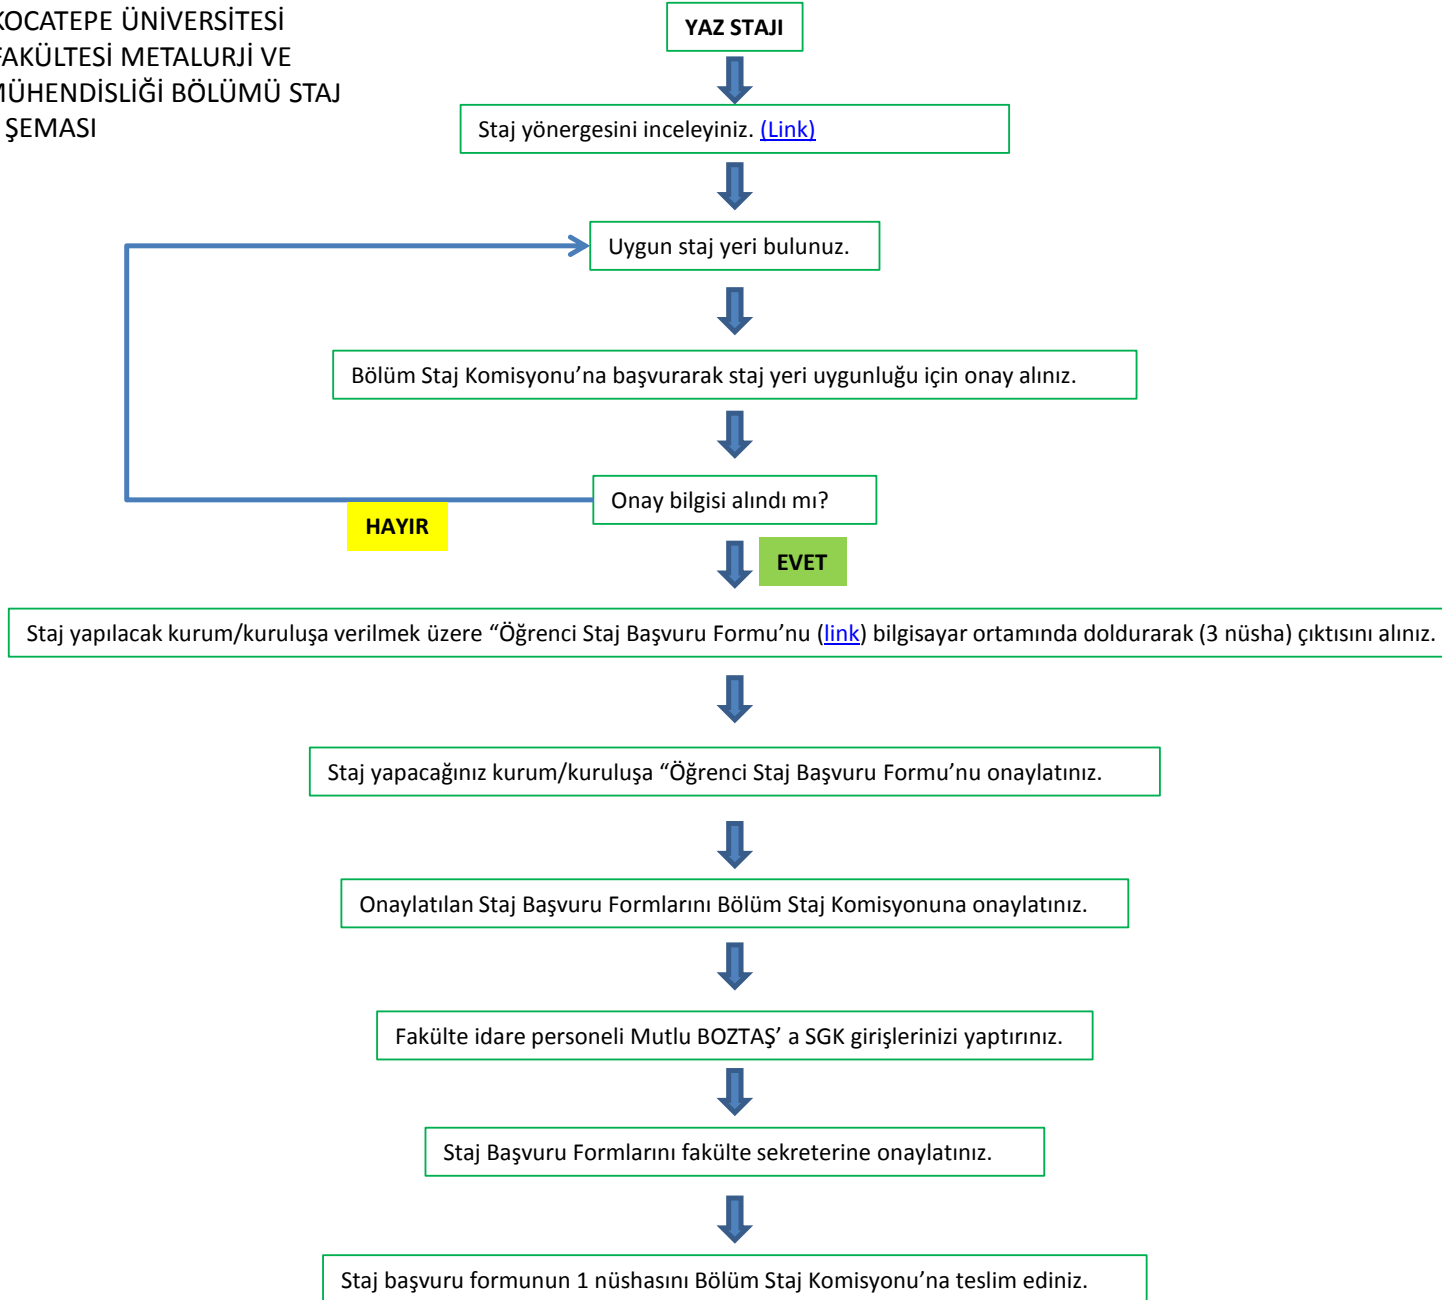 KOCATEPE ÜNİVERSİTESİ
FAKÜLTESİ METALURJİ VE
MÜHENDİSLİĞİ BÖLÜMÜ STAJ
ŞEMASI
YAZ STAJI
Staj yönergesini inceleyiniz. (Link)
Uygun staj yeri bulunuz.
Bölüm Staj Komisyonu’na başvurarak staj yeri uygunluğu için onay alınız.
Onay bilgisi alındı mı?
HAYIR
EVET
Staj yapılacak kurum/kuruluşa verilmek üzere “Öğrenci Staj Başvuru Formu’nu (link) bilgisayar ortamında doldurarak (3 nüsha) çıktısını alınız.
Staj yapacağınız kurum/kuruluşa “Öğrenci Staj Başvuru Formu’nu onaylatınız.
Onaylatılan Staj Başvuru Formlarını Bölüm Staj Komisyonuna onaylatınız.
Fakülte idare personeli Mutlu BOZTAŞ’ a SGK girişlerinizi yaptırınız.
Staj Başvuru Formlarını fakülte sekreterine onaylatınız.
Staj başvuru formunun 1 nüshasını Bölüm Staj Komisyonu’na teslim ediniz.